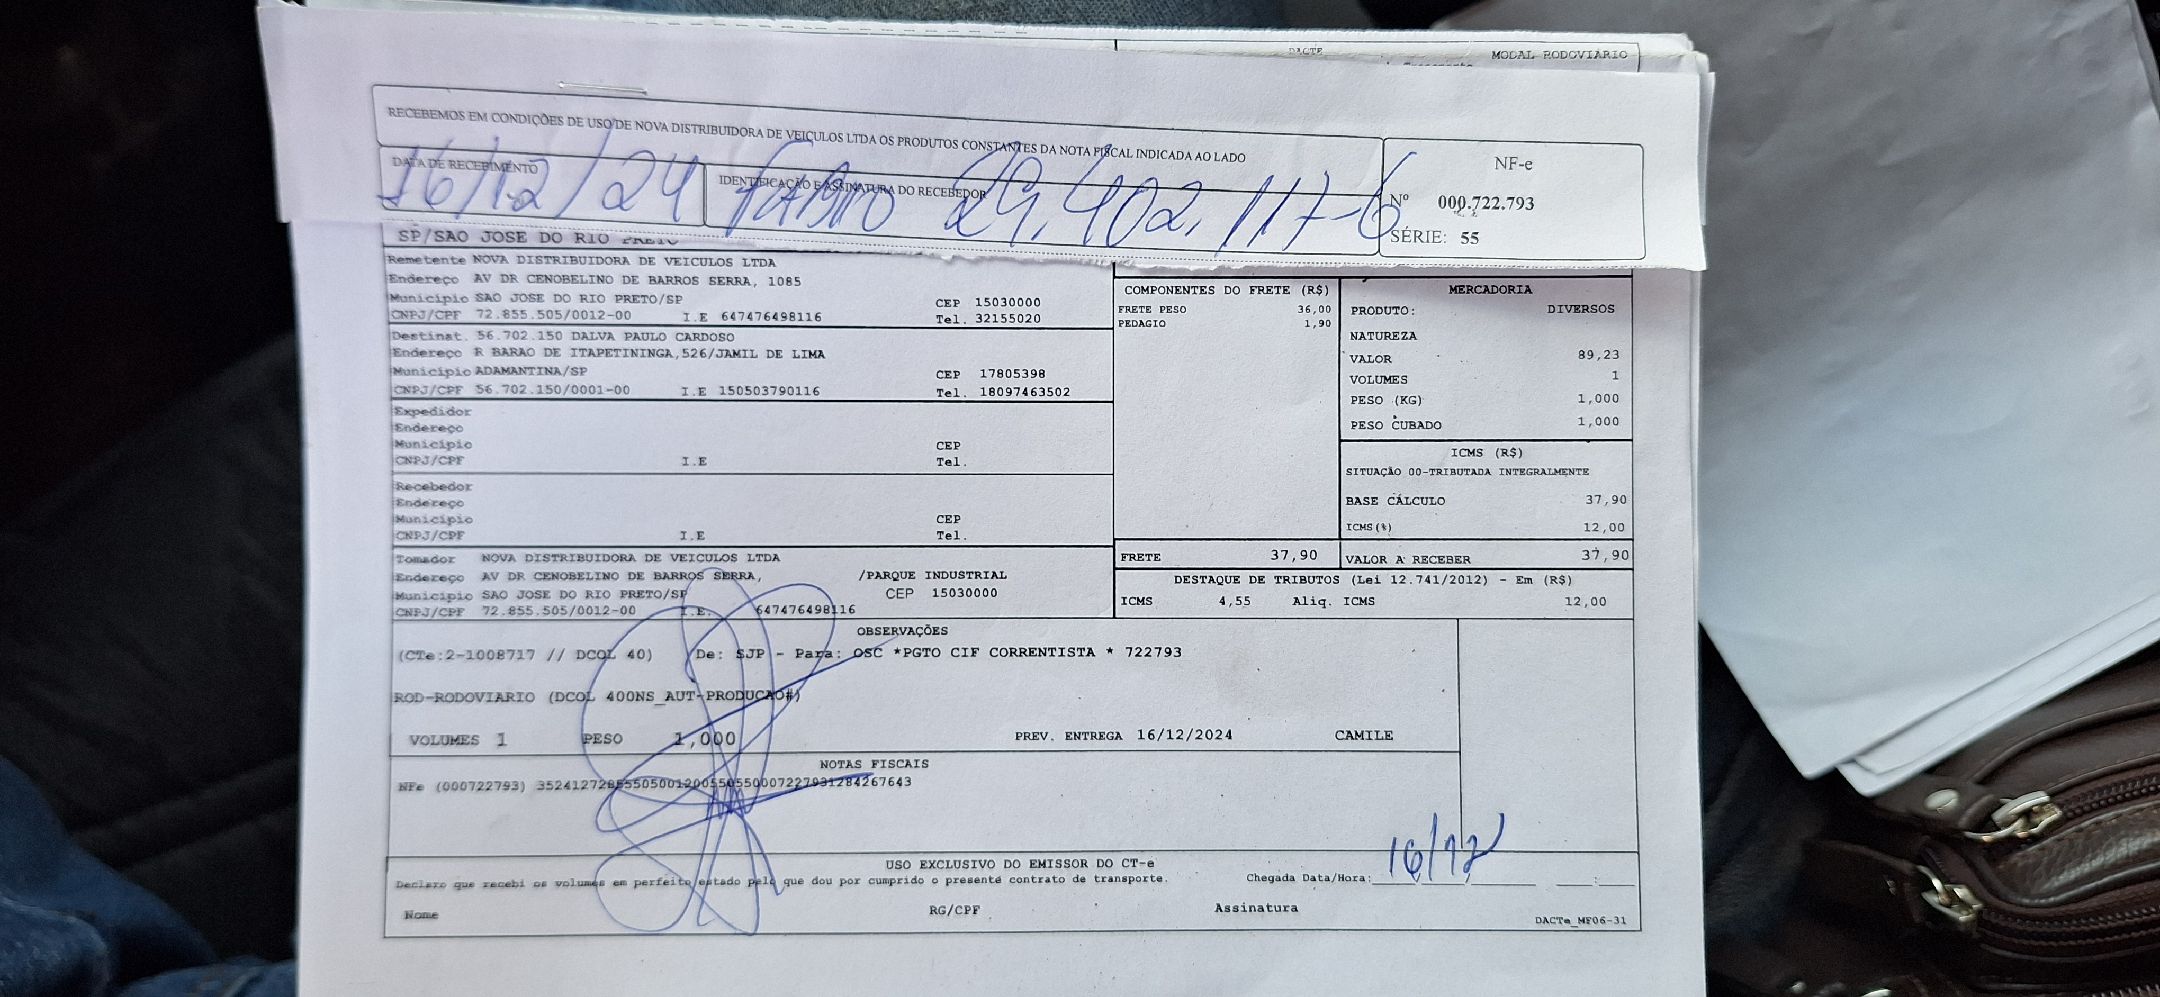 DACTE
MODAL RODOVIÁRIO
RECEBEMOS EM CONDIÇÕES DE USO DE NOVA DISTRIBUIDORA DE VEICULOS LTDA OS PRODUTOS CONSTANTES DA NOTA FISCAL INDICADA AO LADO
NF-e
DATA DE RECEBIMENTO
IDENTIFICAÇÃO E ASSINATURA DO RECEBEDOR
16/12/24 FABIO 29.402.117-6
Nº 000.722.793
SÉRIE: 55
SP/SAO JOSE DO RIO PRETO
Remetente NOVA DISTRIBUIDORA DE VEICULOS LTDA
Endereço AV DR CENOBELINO DE BARROS SERRA, 1085
Município SAO JOSE DO RIO PRETO/SP CEP 15030000
CNPJ/CPF 72.855.505/0012-00 I.E 647476498116 Tel. 32155020
Destinat. 56.702.150 DALVA PAULO CARDOSO
Endereço R BARAO DE ITAPETININGA,526/JAMIL DE LIMA
Município ADAMANTINA/SP CEP 17805398
CNPJ/CPF 56.702.150/0001-00 I.E 150503790116 Tel. 18097463502
Expedidor
Endereço
Município CEP
CNPJ/CPF I.E Tel.
Recebedor
Endereço
Município CEP
CNPJ/CPF I.E Tel.
Tomador NOVA DISTRIBUIDORA DE VEICULOS LTDA
Endereço AV DR CENOBELINO DE BARROS SERRA, /PARQUE INDUSTRIAL
Município SAO JOSE DO RIO PRETO/SP CEP 15030000
CNPJ/CPF 72.855.505/0012-00 I.E. 647476498116
COMPONENTES DO FRETE (R$)
FRETE PESO 36,00
PEDAGIO 1,90
FRETE 37,90
MERCADORIA
PRODUTO: DIVERSOS
NATUREZA
VALOR 89,23
VOLUMES 1
PESO (KG) 1,000
PESO CUBADO 1,000
ICMS (R$)
SITUAÇÃO 00-TRIBUTADA INTEGRALMENTE
BASE CÁLCULO 37,90
ICMS(%) 12,00
VALOR A RECEBER 37,90
DESTAQUE DE TRIBUTOS (Lei 12.741/2012) - Em (R$)
ICMS 4,55 Aliq. ICMS 12,00
OBSERVAÇÕES
(CTe:2-1008717 // DCOL 40) De: SJP - Para: OSC *PGTO CIF CORRENTISTA * 722793
ROD-RODOVIARIO (DCOL 400NS_AUT-PRODUCAO#)
VOLUMES 1 PESO 1,000 PREV. ENTREGA 16/12/2024 CAMILE
NOTAS FISCAIS
NFe (000722793) 35241272855505001200550550007227931284267643
USO EXCLUSIVO DO EMISSOR DO CT-e
16/12
Declaro que recebi os volumes em perfeito estado pelo que dou por cumprido o presente contrato de transporte. Chegada Data/Hora:
Nome RG/CPF Assinatura
DACTe_MF06-31